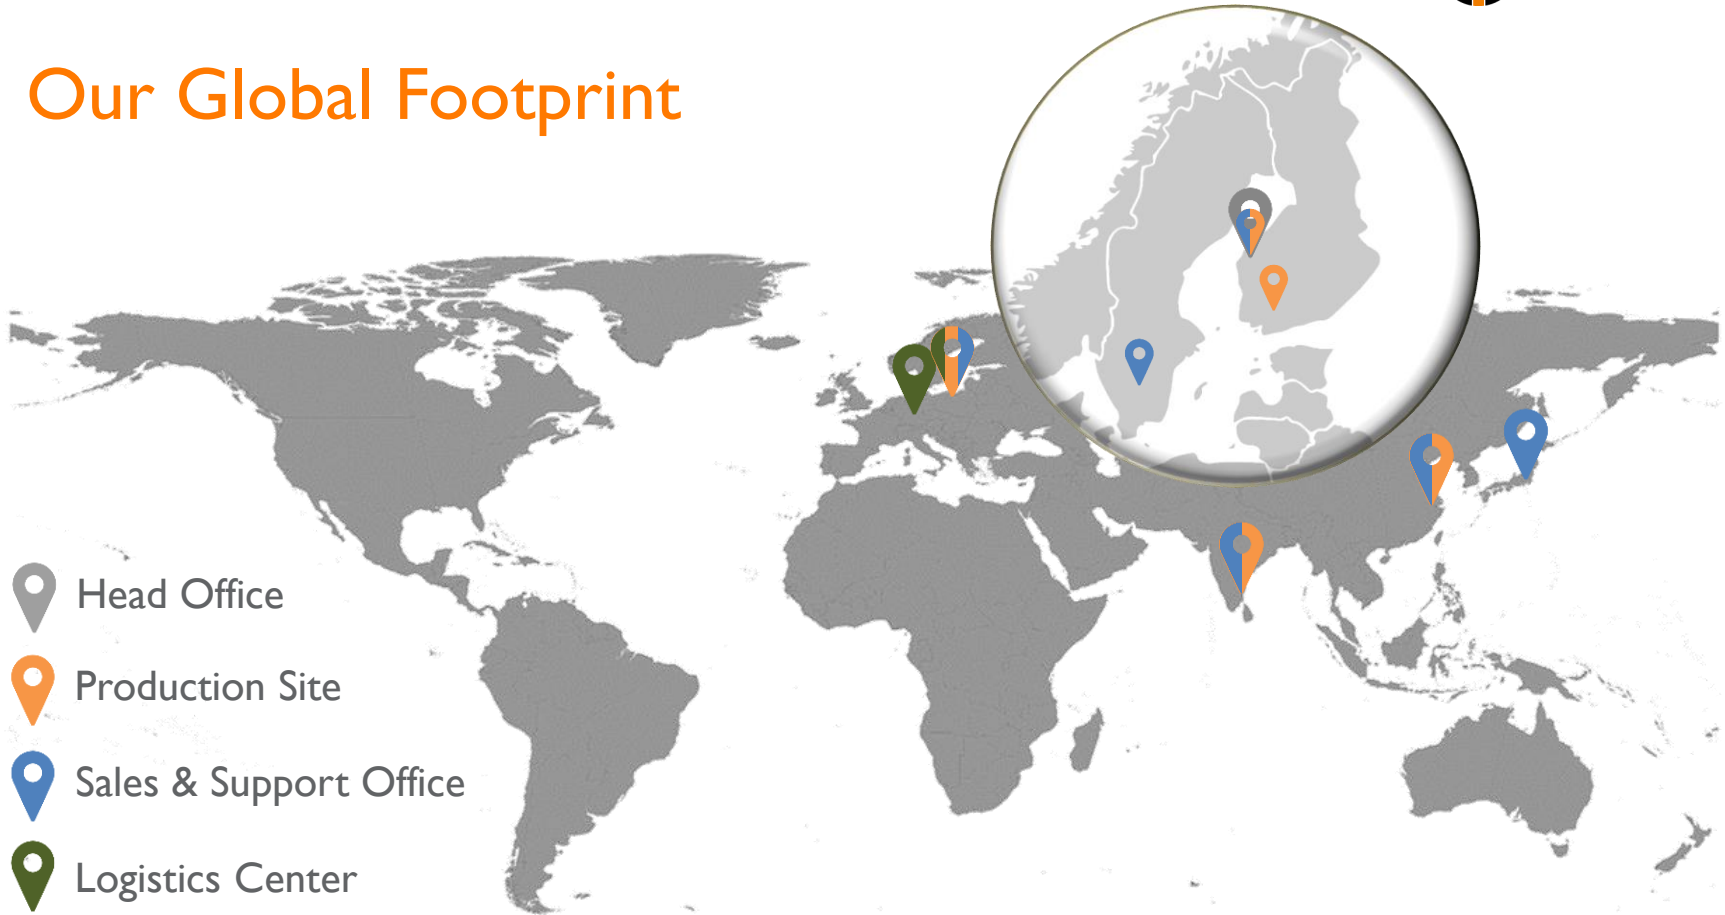 Our Global Footprint
Head Office
Production Site
Sales & Support Office
Logistics Center